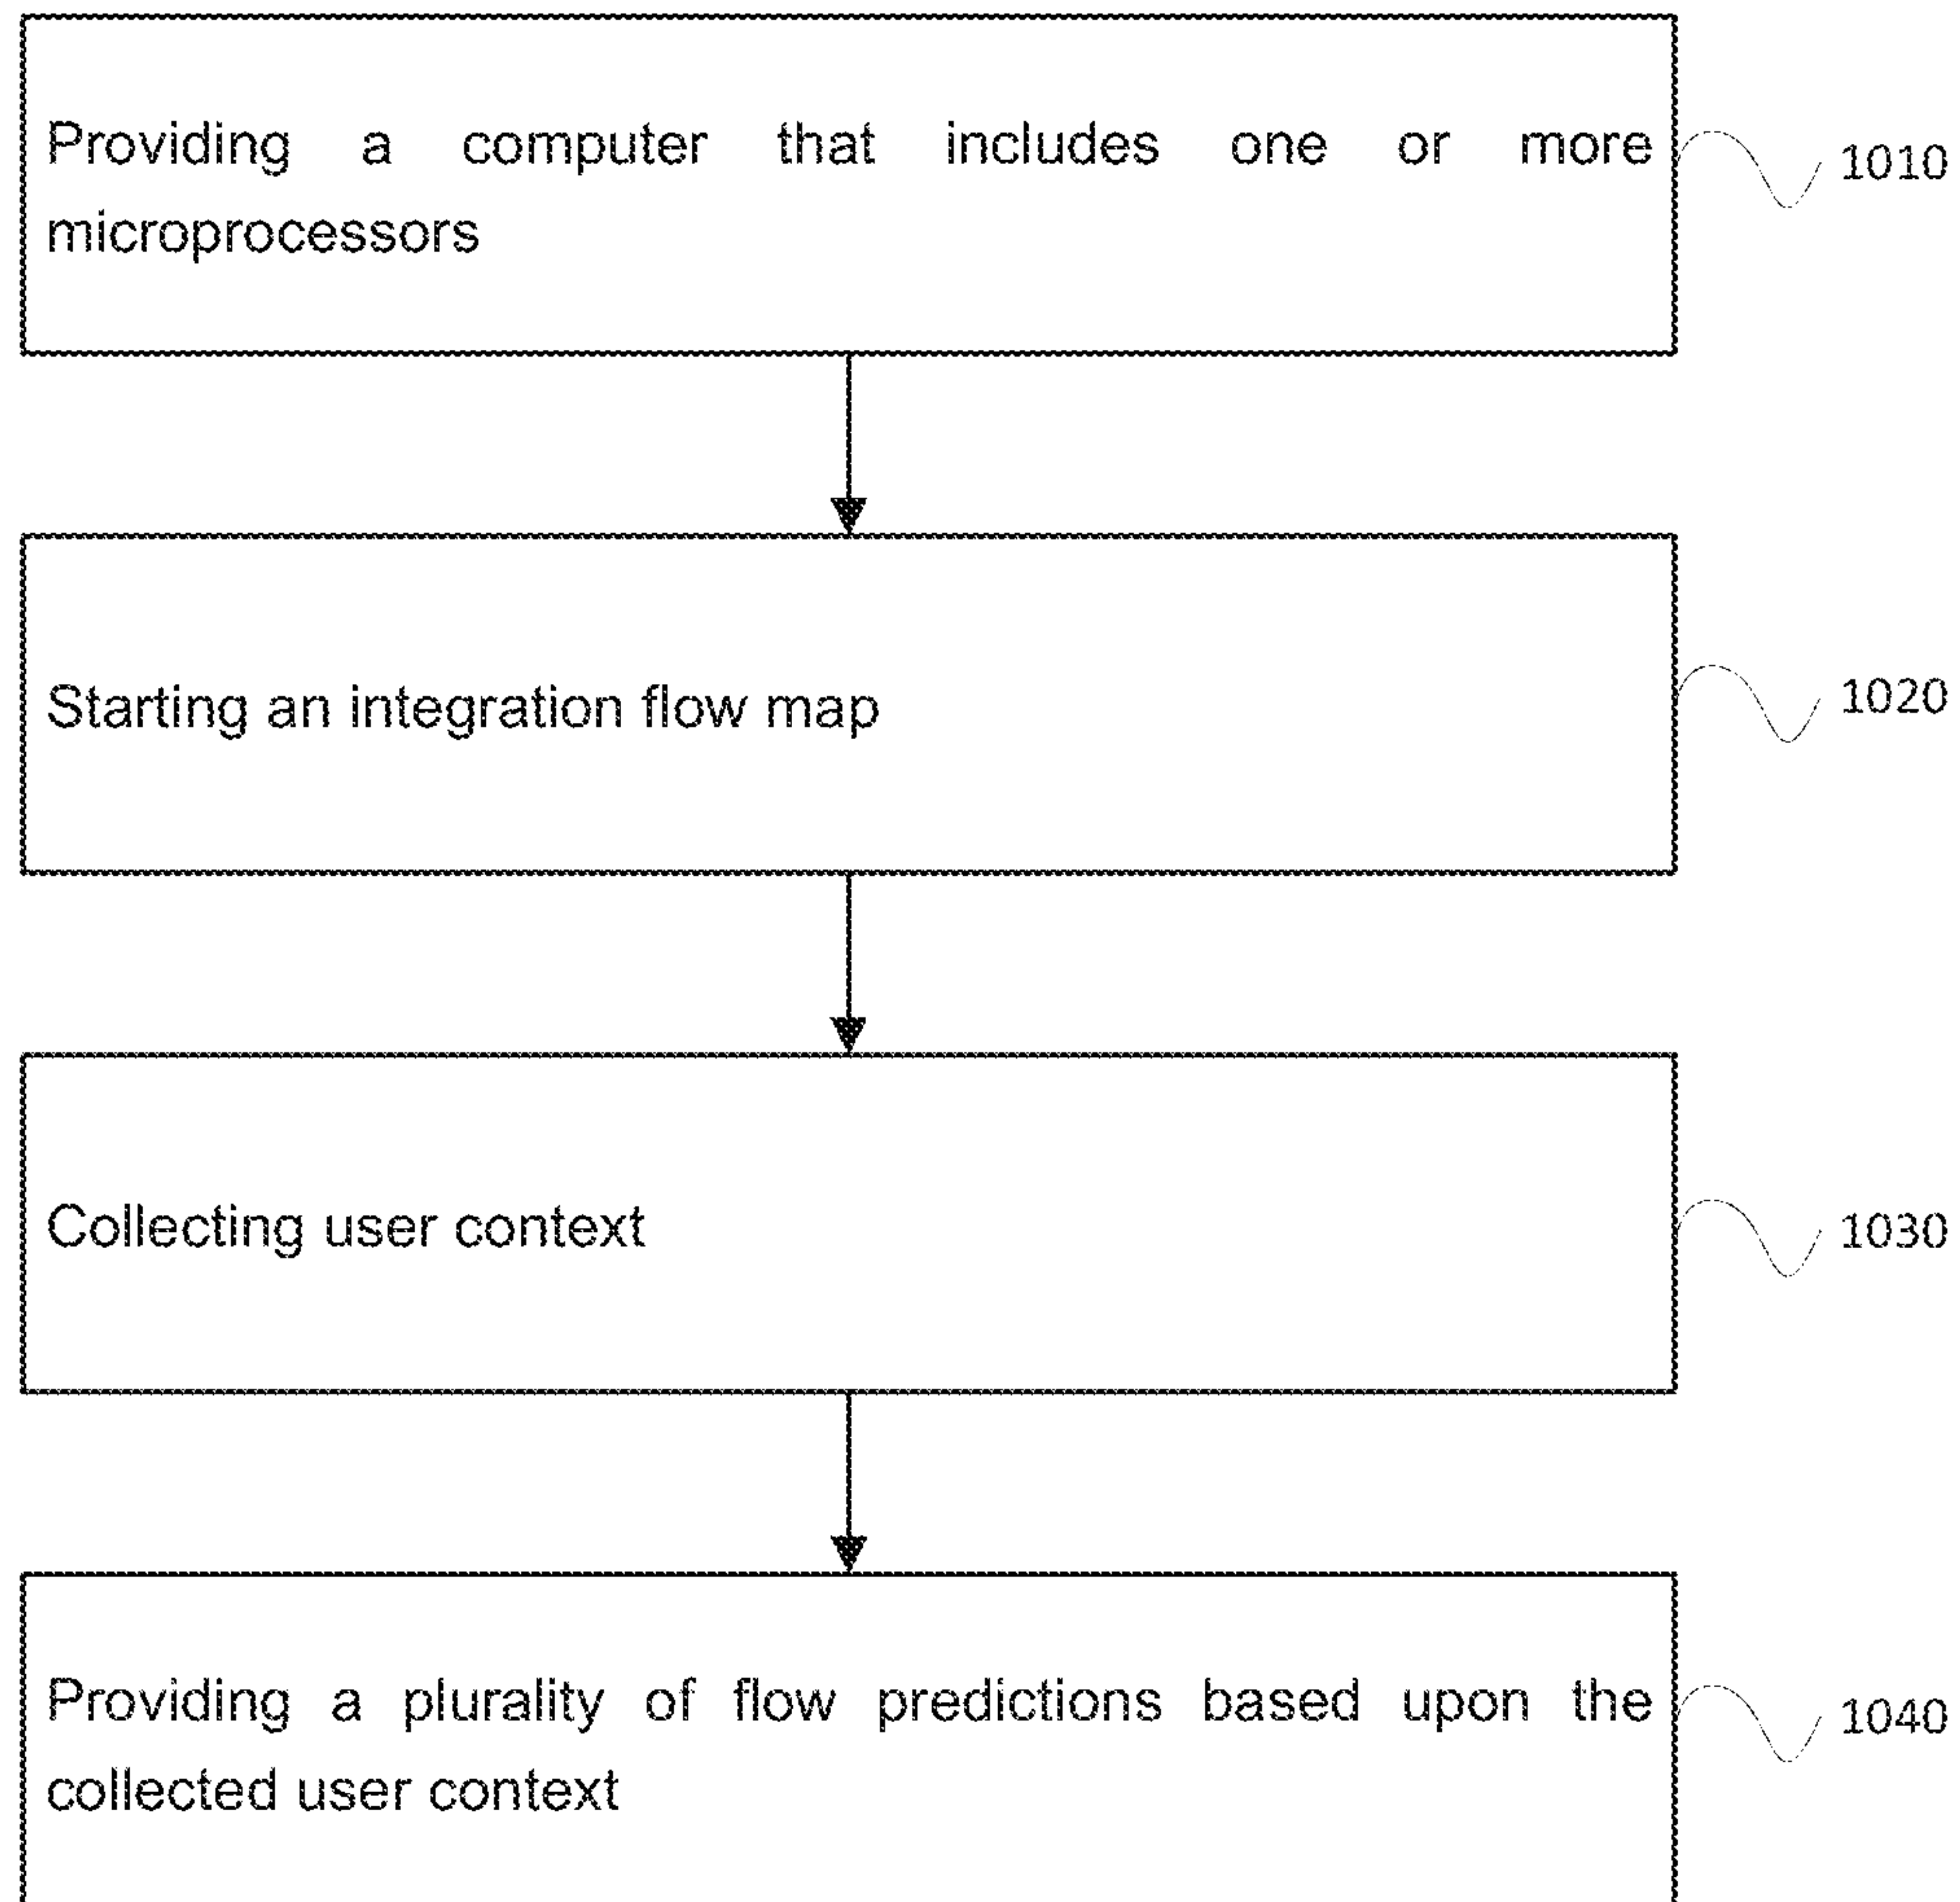 Providing a computer that includes one or more
microprocessors
1010
Starting an integration flow map
1020
Collecting user context
1030
Providing a plurality of flow predictions based upon the
collected user context
1040